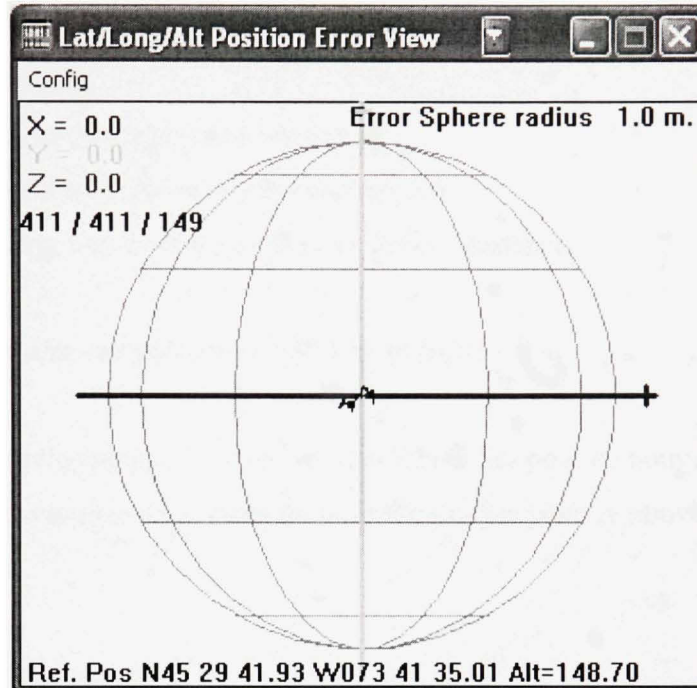 Lat/Long/Alt Position Error View
Config
X = 0.0
Error Sphere radius 1.0 m.
Y = 0.0
Z = 0.0
411 / 411 / 149
Ref. Pos N45 29 41.93 W073 41 35.01 Alt=148.70